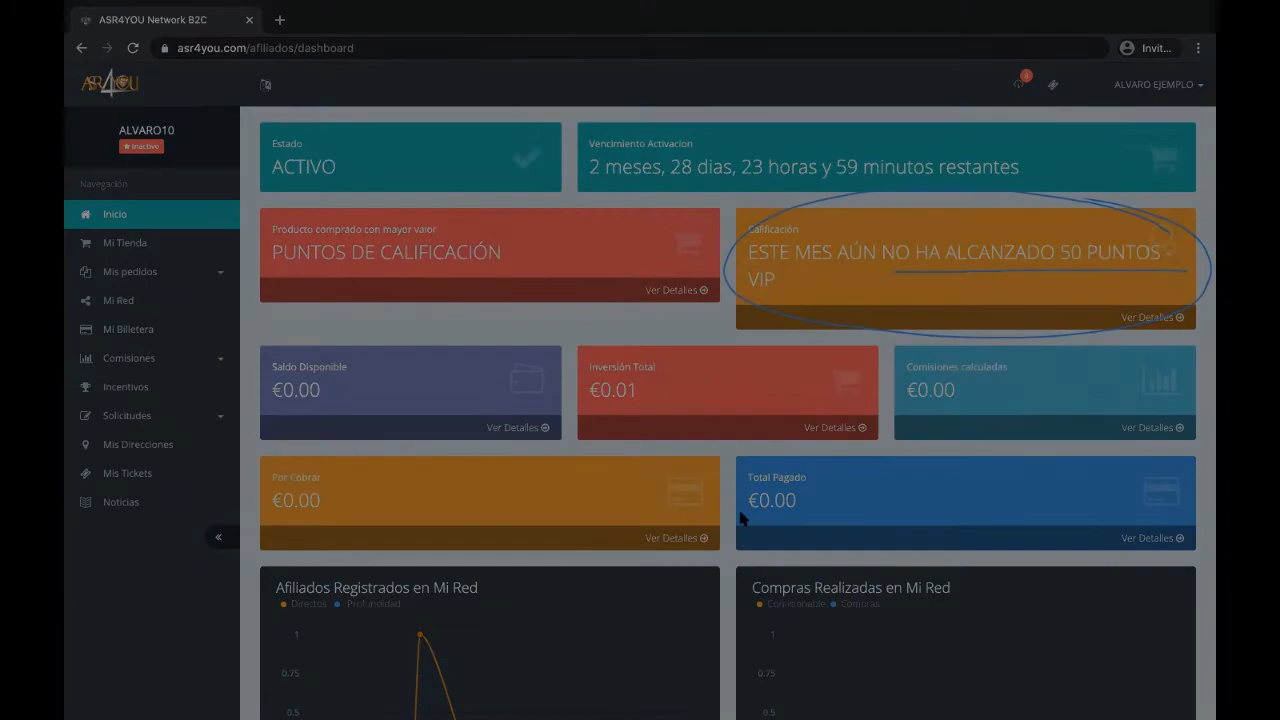 ASR4YOU Network B2C
asr4you.com/afiliados/dashboard
Invit...
ASR4YOU
0
ALVARO EJEMPLO
ALVARO10
Inactivo
Navegación
Inicio
Mi Tienda
Mis pedidos
Mi Red
Mi Billetera
Comisiones
Incentivos
Solicitudes
Mis Direcciones
Mis Tickets
Noticias
Estado
ACTIVO
Vencimiento Activacion
2 meses, 28 dias, 23 horas y 59 minutos restantes
Producto comprado con mayor valor
PUNTOS DE CALIFICACIÓN
Ver Detalles
Calificación
ESTE MES AÚN NO HA ALCANZADO 50 PUNTOS -
VIP
Ver Detalles
Saldo Disponible
€0.00
Ver Detalles
Inversión Total
€0.01
Ver Detalles
Comisiones calculadas
€0.00
Ver Detalles
Por Cobrar
€0.00
Ver Detalles
Total Pagado
€0.00
Ver Detalles
Afiliados Registrados en Mi Red
Directos Profundidad
1
0.75
0.5
Compras Realizadas en Mi Red
Comisionable Compras
1
0.75
0.5